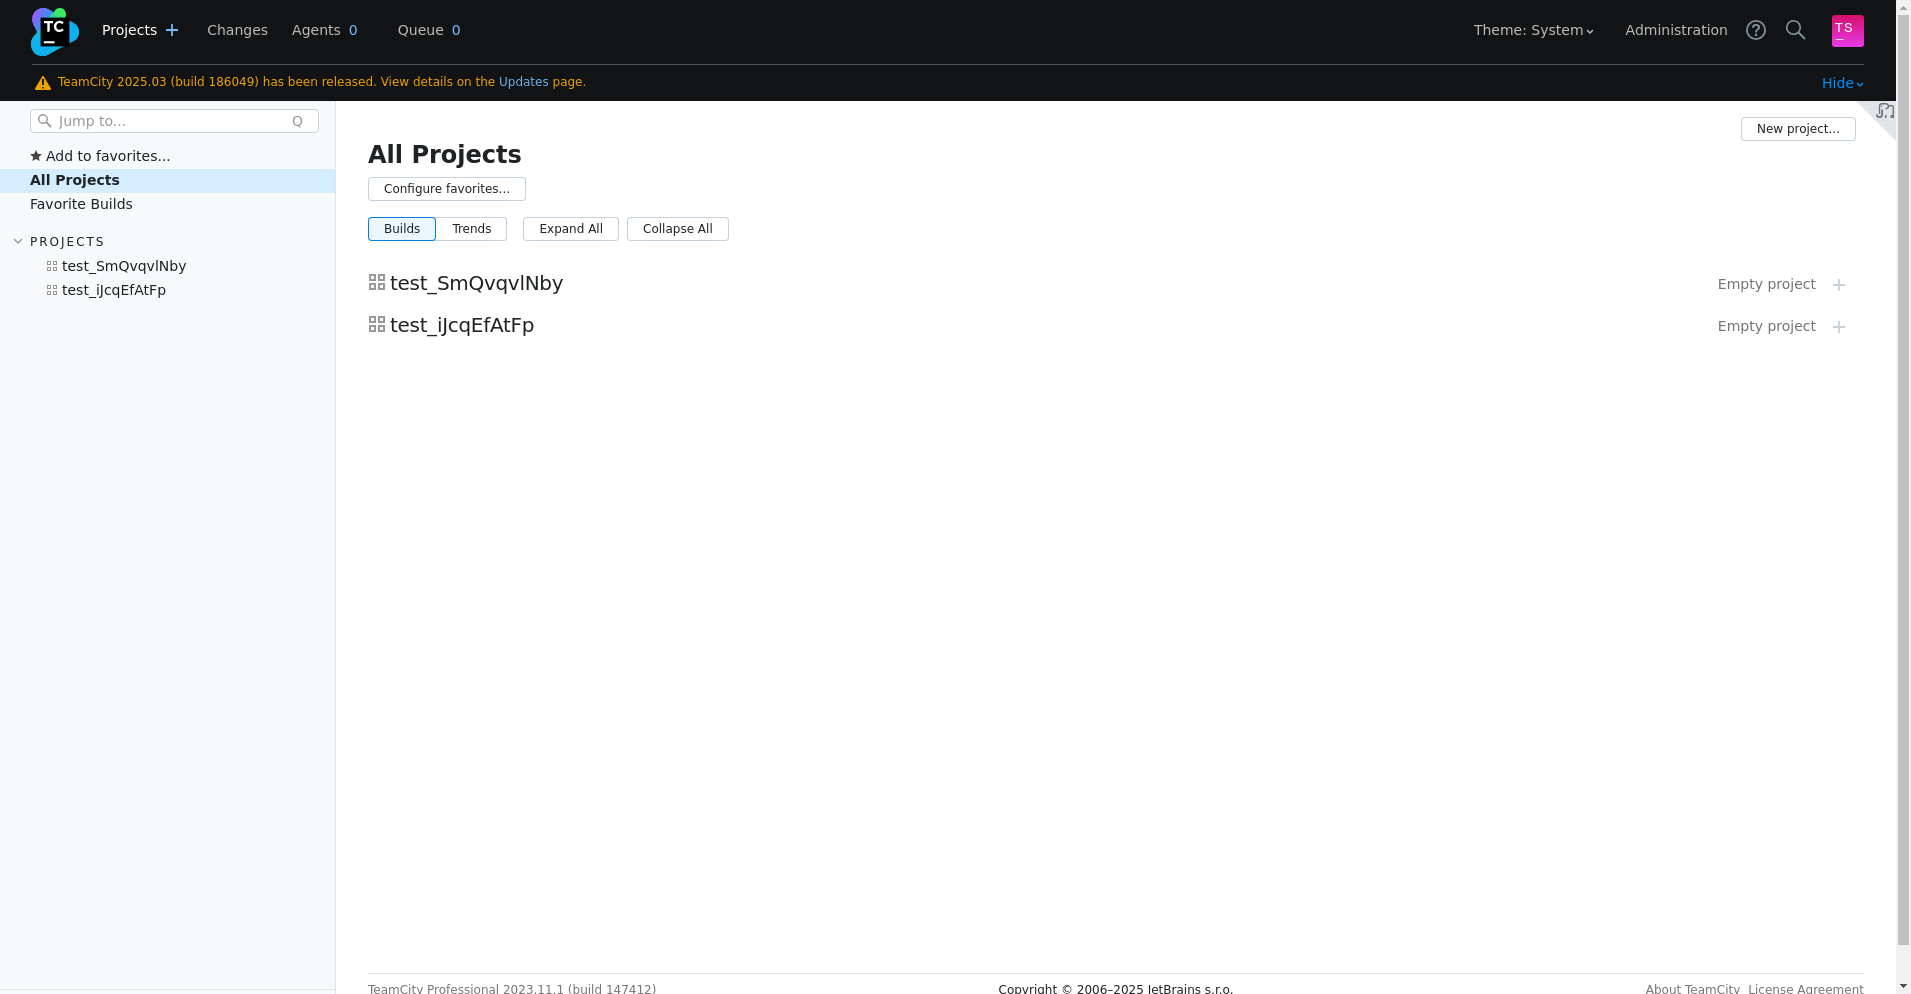 TC
Projects
Changes
Agents 0
Queue 0
Theme: System
Administration
TS
TeamCity 2025.03 (build 186049) has been released. View details on the Updates page.
Hide
Jump to...
Q
Add to favorites...
All Projects
Favorite Builds
PROJECTS
test_SmQvqvlNby
test_iJcqEfAtFp
New project...
All Projects
Configure favorites...
Builds
Trends
Expand All
Collapse All
test_SmQvqvlNby
Empty project
test_iJcqEfAtFp
Empty project
TeamCity Professional 2023.11.1 (build 147412)
Copyright © 2006–2025 JetBrains s.r.o.
About TeamCity
License Agreement